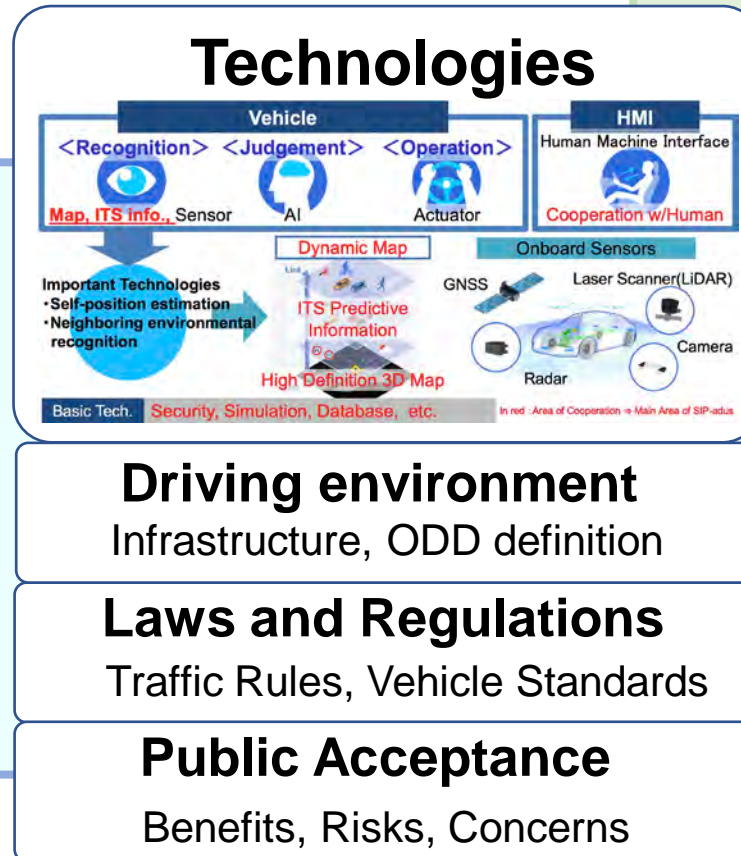 Technologies
Vehicle
HMI
<Recognition> <Judgement> <Operation>
Human Machine Interface
Map, ITS info., Sensor
AI
Actuator
Cooperation w/Human
Dynamic Map
Onboard Sensors
Important Technologies
・Self-position estimation
・Neighboring environmental
recognition
ITS Predictive
Information
High Definition 3D Map
GNSS
Laser Scanner(LiDAR)
Camera
Radar
Basic Tech.
Security, Simulation, Database, etc.
In red : Area of Cooperation ⇒ Main Area of SIP-adus
Driving environment
Infrastructure, ODD definition
Laws and Regulations
Traffic Rules, Vehicle Standards
Public Acceptance
Benefits, Risks, Concerns